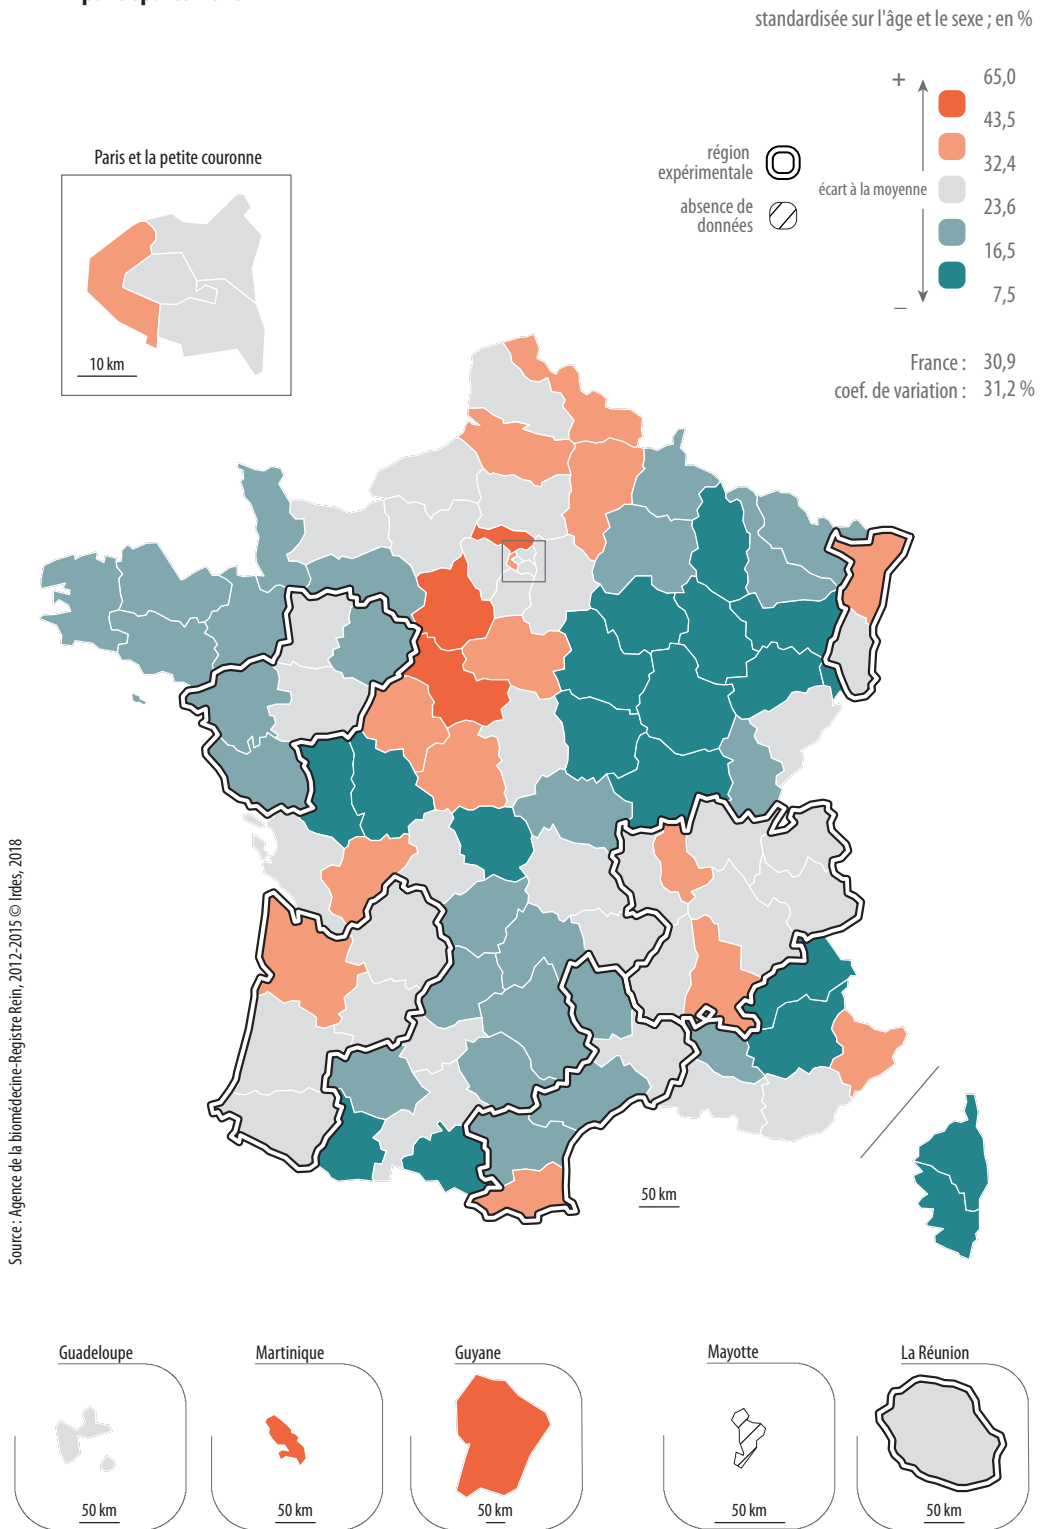 standardisée sur l'âge et le sexe ; en %
+
65,0
43,5
32,4
23,6
16,5
7,5
–
écart à la moyenne
région
expérimentale
absence de
données
France : 30,9
coef. de variation : 31,2 %
Paris et la petite couronne
10 km
50 km
Source : Agence de la biomédecine-Registre Rein, 2012-2015 © Irdes, 2018
Guadeloupe
50 km
Martinique
50 km
Guyane
50 km
Mayotte
50 km
La Réunion
50 km